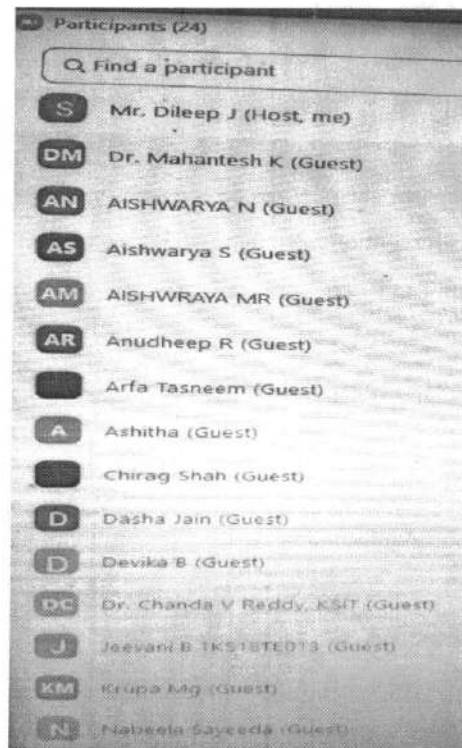 Participants (24)
Find a participant
S Mr. Dileep J (Host, me)
DM Dr. Mahantesh K (Guest)
AN AISHWARYA N (Guest)
AS Aishwarya S (Guest)
AM AISHWRAYA MR (Guest)
AR Anudheep R (Guest)
Arfa Tasneem (Guest)
A Ashitha (Guest)
Chirag Shah (Guest)
D Dasha Jain (Guest)
D Devika B (Guest)
DC Dr. Chanda V Reddy, KSIT (Guest)
J Jeevani B 1KS18TE013 (Guest)
KM Krupa Mg (Guest)
N Nabeela Sayeeda (Guest)